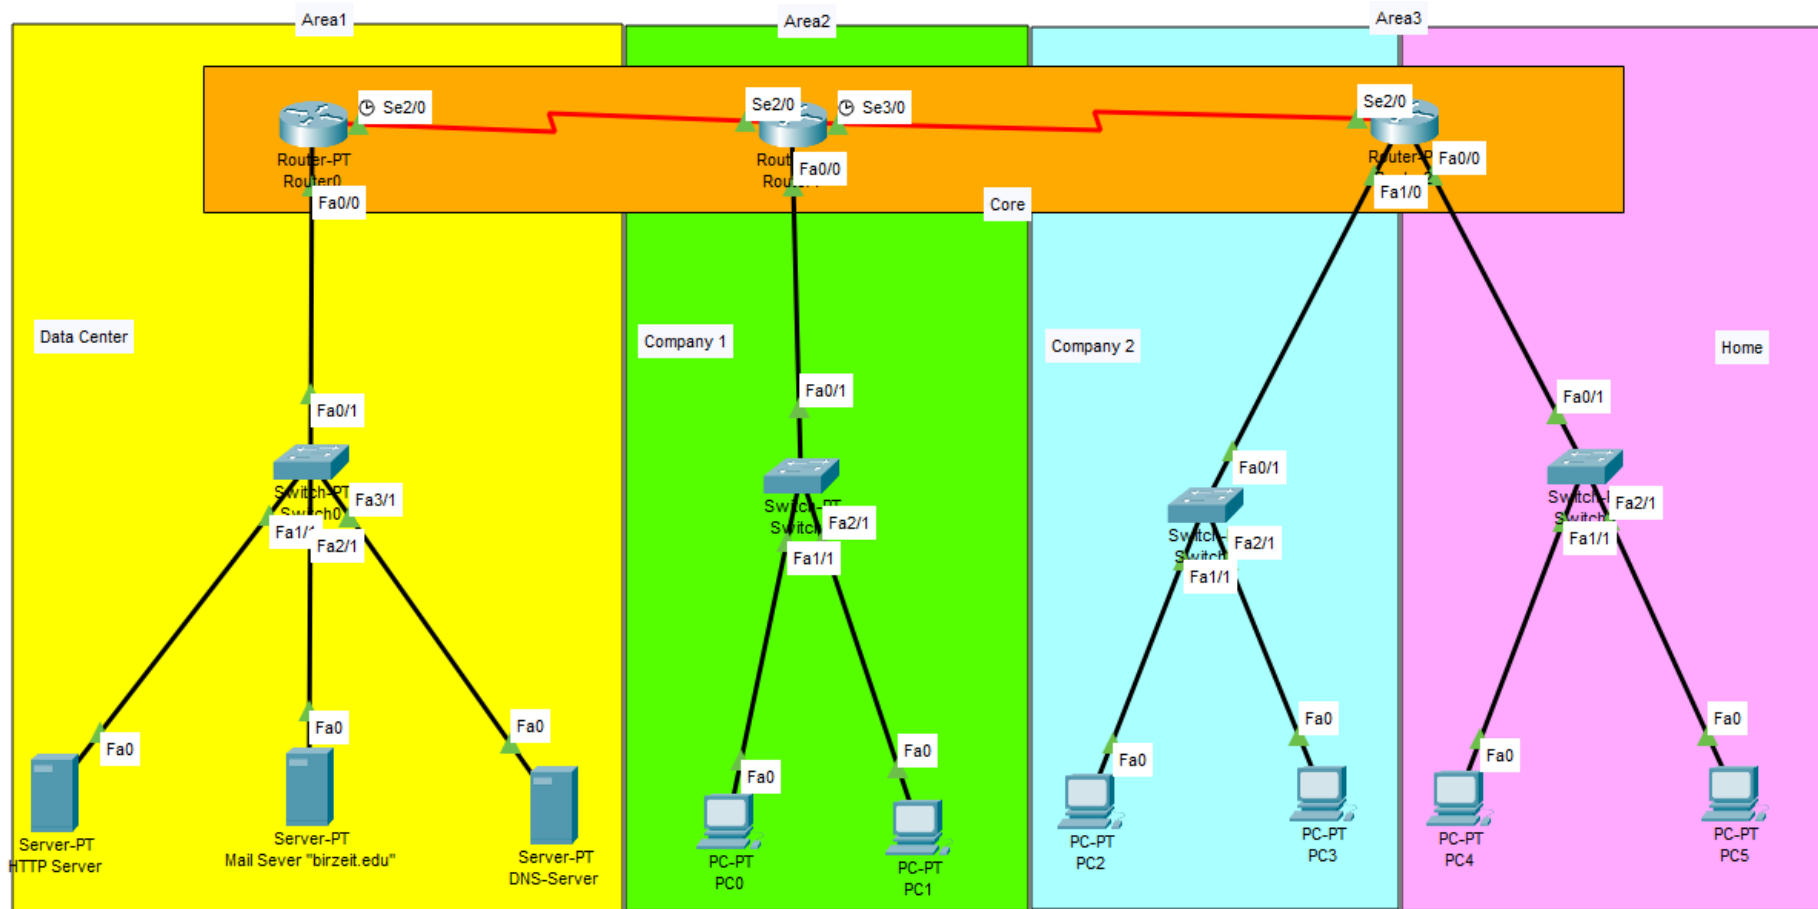 Area1
Area2
Area3
Se2/0
Se2/0
Se3/0
Se2/0
Router-PT
Router0
Fa0/0
Fa0/0
Fa0/0
Fa1/0
Core
Data Center
Company 1
Company 2
Home
Fa0/1
Fa0/1
Fa0/1
Fa0/1
Switch-PT
Switch0
Fa3/1
Fa2/1
Fa2/1
Fa1/1
Fa2/1
Fa1/1
Fa2/1
Fa1/1
Fa0
Fa0
Fa0
Fa0
Fa0
Fa0
Fa0
Fa0
Fa0
Server-PT
HTTP Server
Server-PT
Mail Sever "birzeit.edu"
Server-PT
DNS-Server
PC-PT
PC0
PC-PT
PC1
PC-PT
PC2
PC-PT
PC3
PC-PT
PC4
PC-PT
PC5